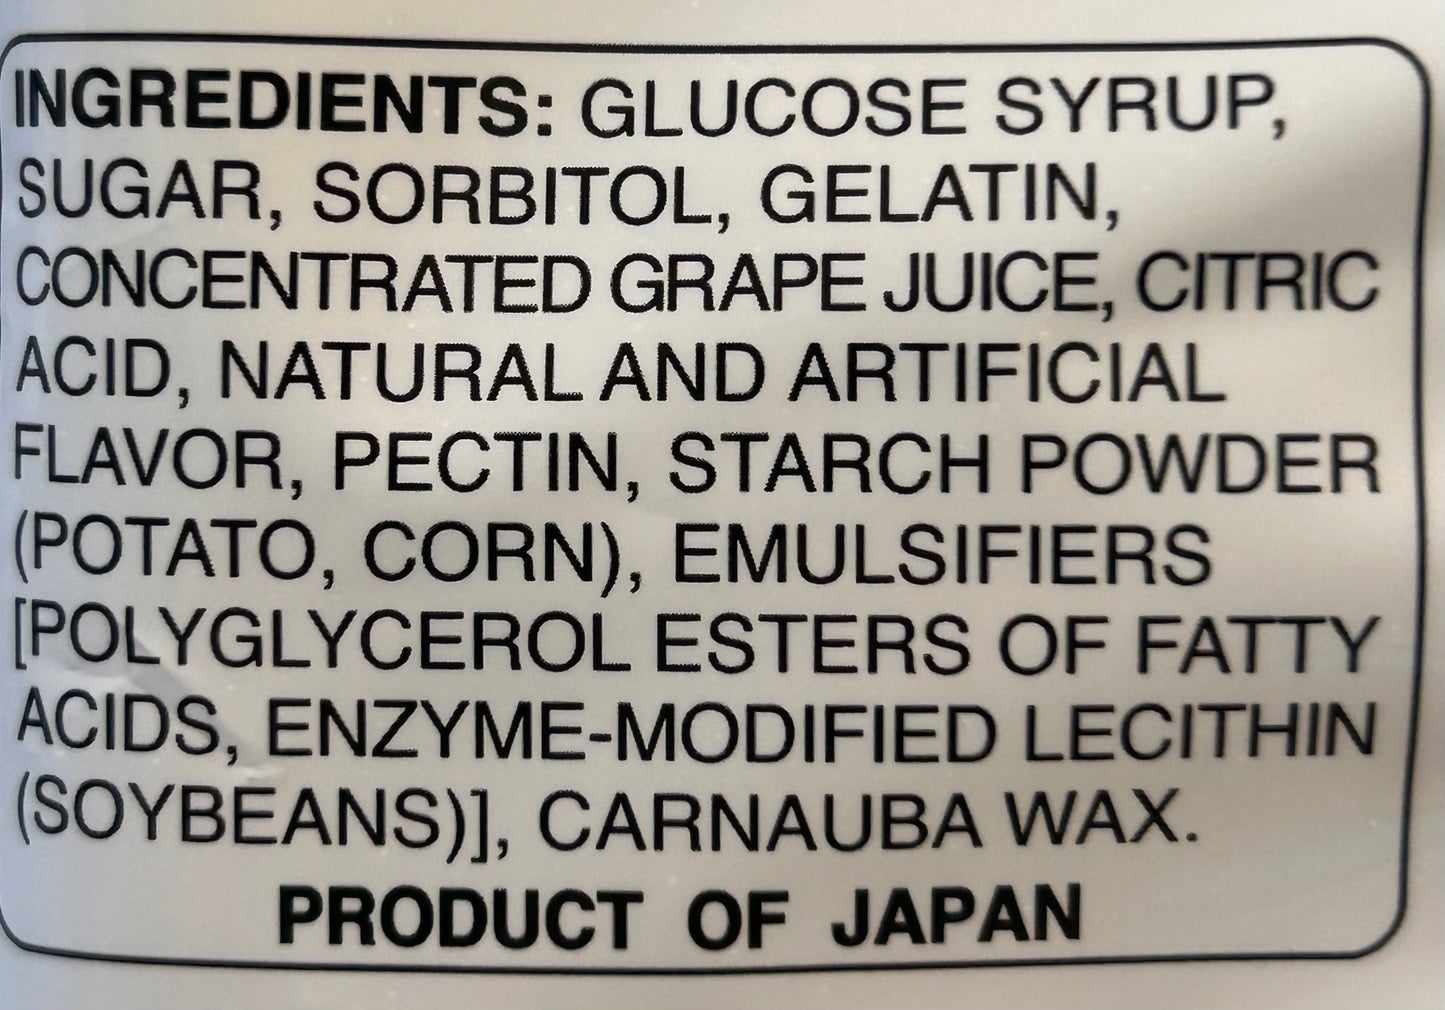 INGREDIENTS: GLUCOSE SYRUP,
SUGAR, SORBITOL, GELATIN,
CONCENTRATED GRAPE JUICE, CITRIC
ACID, NATURAL AND ARTIFICIAL
FLAVOR, PECTIN, STARCH POWDER
(POTATO, CORN), EMULSIFIERS
[POLYGLYCEROL ESTERS OF FATTY
ACIDS, ENZYME-MODIFIED LECITHIN
(SOYBEANS)], CARNAUBA WAX.
PRODUCT OF JAPAN